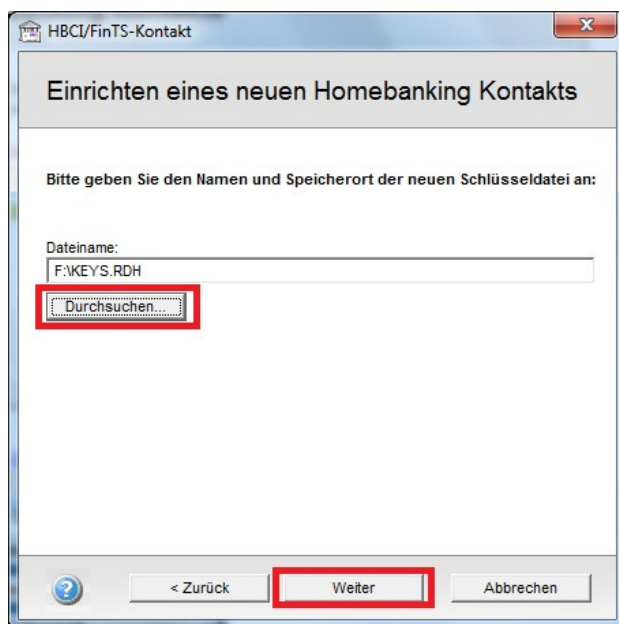 HBCI/FinTS-Kontakt
Einrichten eines neuen Homebanking Kontakts
Bitte geben Sie den Namen und Speicherort der neuen Schlüsseldatei an:
Dateiname:
F:\KEYS.RDH
Durchsuchen...
< Zurück Weiter Abbrechen